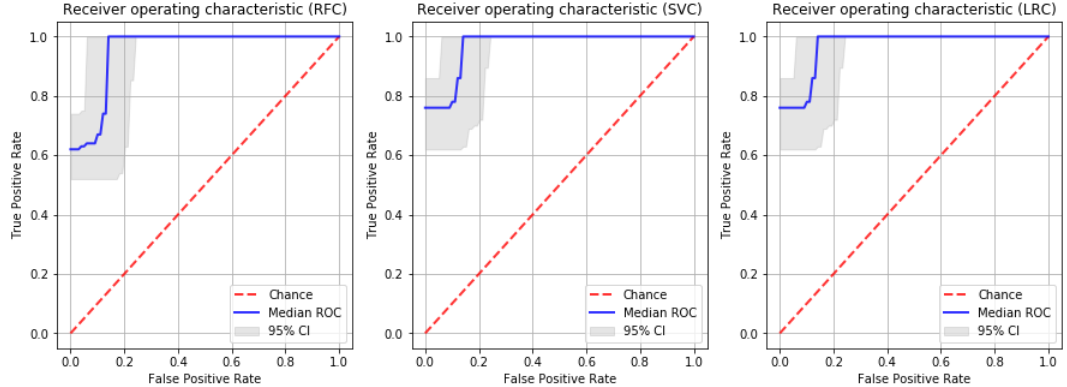 Receiver operating characteristic (RFC)
1.0
0.8
0.6
0.4
0.2
0.0
True Positive Rate
0.0 0.2 0.4 0.6 0.8 1.0
False Positive Rate
Chance
Median ROC
95% CI
Receiver operating characteristic (SVC)
1.0
0.8
0.6
0.4
0.2
0.0
True Positive Rate
0.0 0.2 0.4 0.6 0.8 1.0
False Positive Rate
Chance
Median ROC
95% CI
Receiver operating characteristic (LRC)
1.0
0.8
0.6
0.4
0.2
0.0
True Positive Rate
0.0 0.2 0.4 0.6 0.8 1.0
False Positive Rate
Chance
Median ROC
95% CI